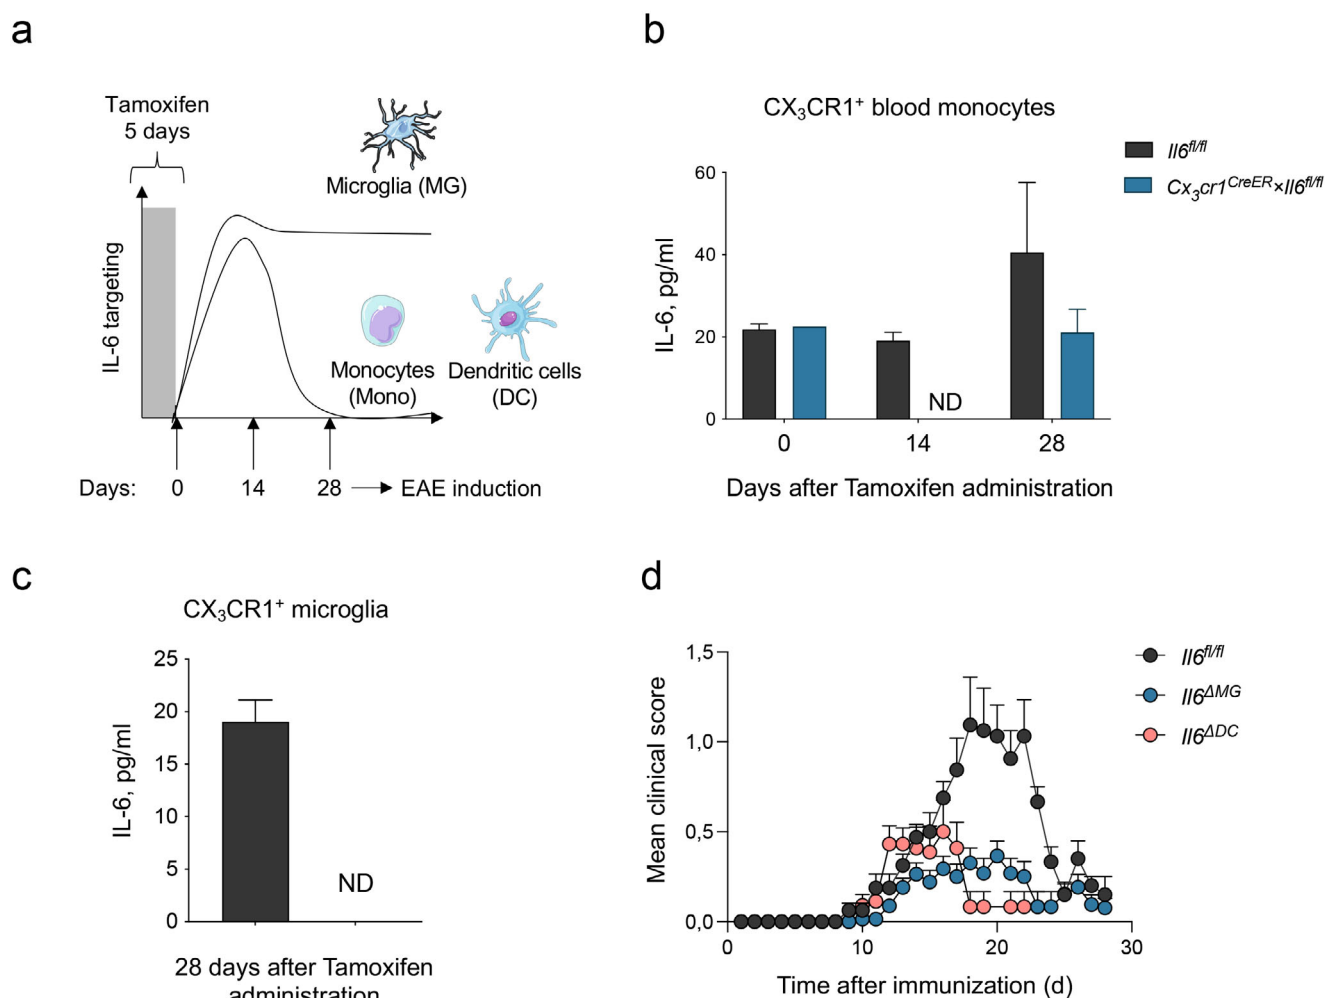 a
Tamoxifen
5 days
Microglia (MG)
IL-6 targeting
Monocytes
(Mono)
Dendritic cells
(DC)
Days: 0 14 28 EAE induction
b
CX₃CR1⁺ blood monocytes
Il6ᶠˡ/ᶠˡ
Cx₃cr1ᶜʳᵉᴱᴿ×Il6ᶠˡ/ᶠˡ
IL-6, pg/ml
60
40
20
0
ND
0 14 28
Days after Tamoxifen administration
c
CX₃CR1⁺ microglia
IL-6, pg/ml
25
20
15
10
5
0
ND
28 days after Tamoxifen
administration
d
Il6ᶠˡ/ᶠˡ
Il6ΔMG
Il6ΔDC
Mean clinical score
1,5
1,0
0,5
0,0
0 10 20 30
Time after immunization (d)